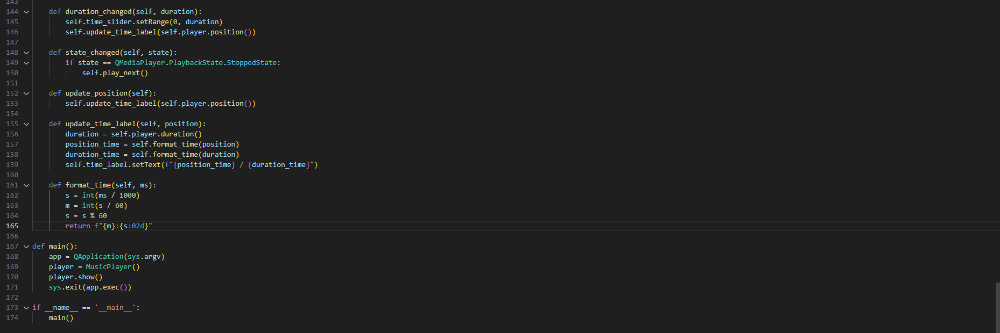 143
144 def duration_changed(self, duration):
145 self.time_slider.setRange(0, duration)
146 self.update_time_label(self.player.position())
147
148 def state_changed(self, state):
149 if state == QMediaPlayer.PlaybackState.StoppedState:
150 self.play_next()
151
152 def update_position(self):
153 self.update_time_label(self.player.position())
154
155 def update_time_label(self, position):
156 duration = self.player.duration()
157 position_time = self.format_time(position)
158 duration_time = self.format_time(duration)
159 self.time_label.setText(f"{position_time} / {duration_time}")
160
161 def format_time(self, ms):
162 s = int(ms / 1000)
163 m = int(s / 60)
164 s = s % 60
165 return f"{m}:{s:02d}"
166
167 def main():
168 app = QApplication(sys.argv)
169 player = MusicPlayer()
170 player.show()
171 sys.exit(app.exec())
172
173 if __name__ == '__main__':
174 main()